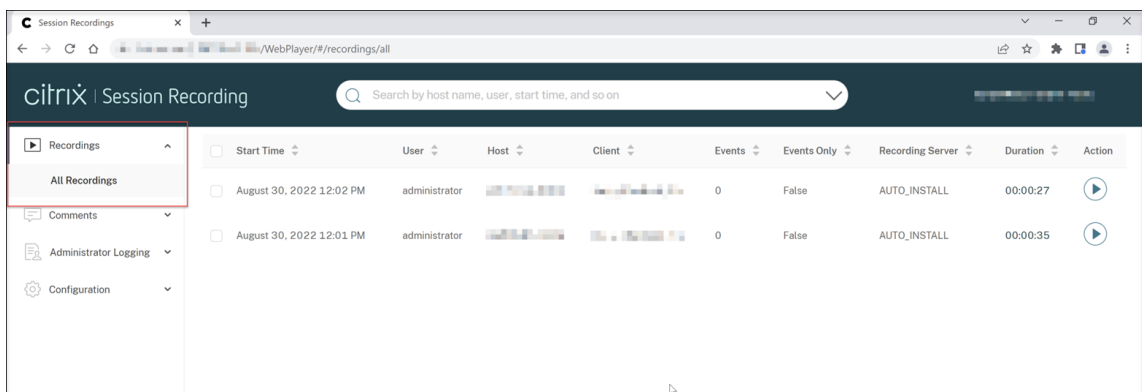 Session Recordings
/WebPlayer/#/recordings/all
citrix | Session Recording
Search by host name, user, start time, and so on
Recordings
All Recordings
Comments
Administrator Logging
Configuration
Start Time User Host Client Events Events Only Recording Server Duration Action
August 30, 2022 12:02 PM administrator 0 False AUTO_INSTALL 00:00:27
August 30, 2022 12:01 PM administrator 0 False AUTO_INSTALL 00:00:35